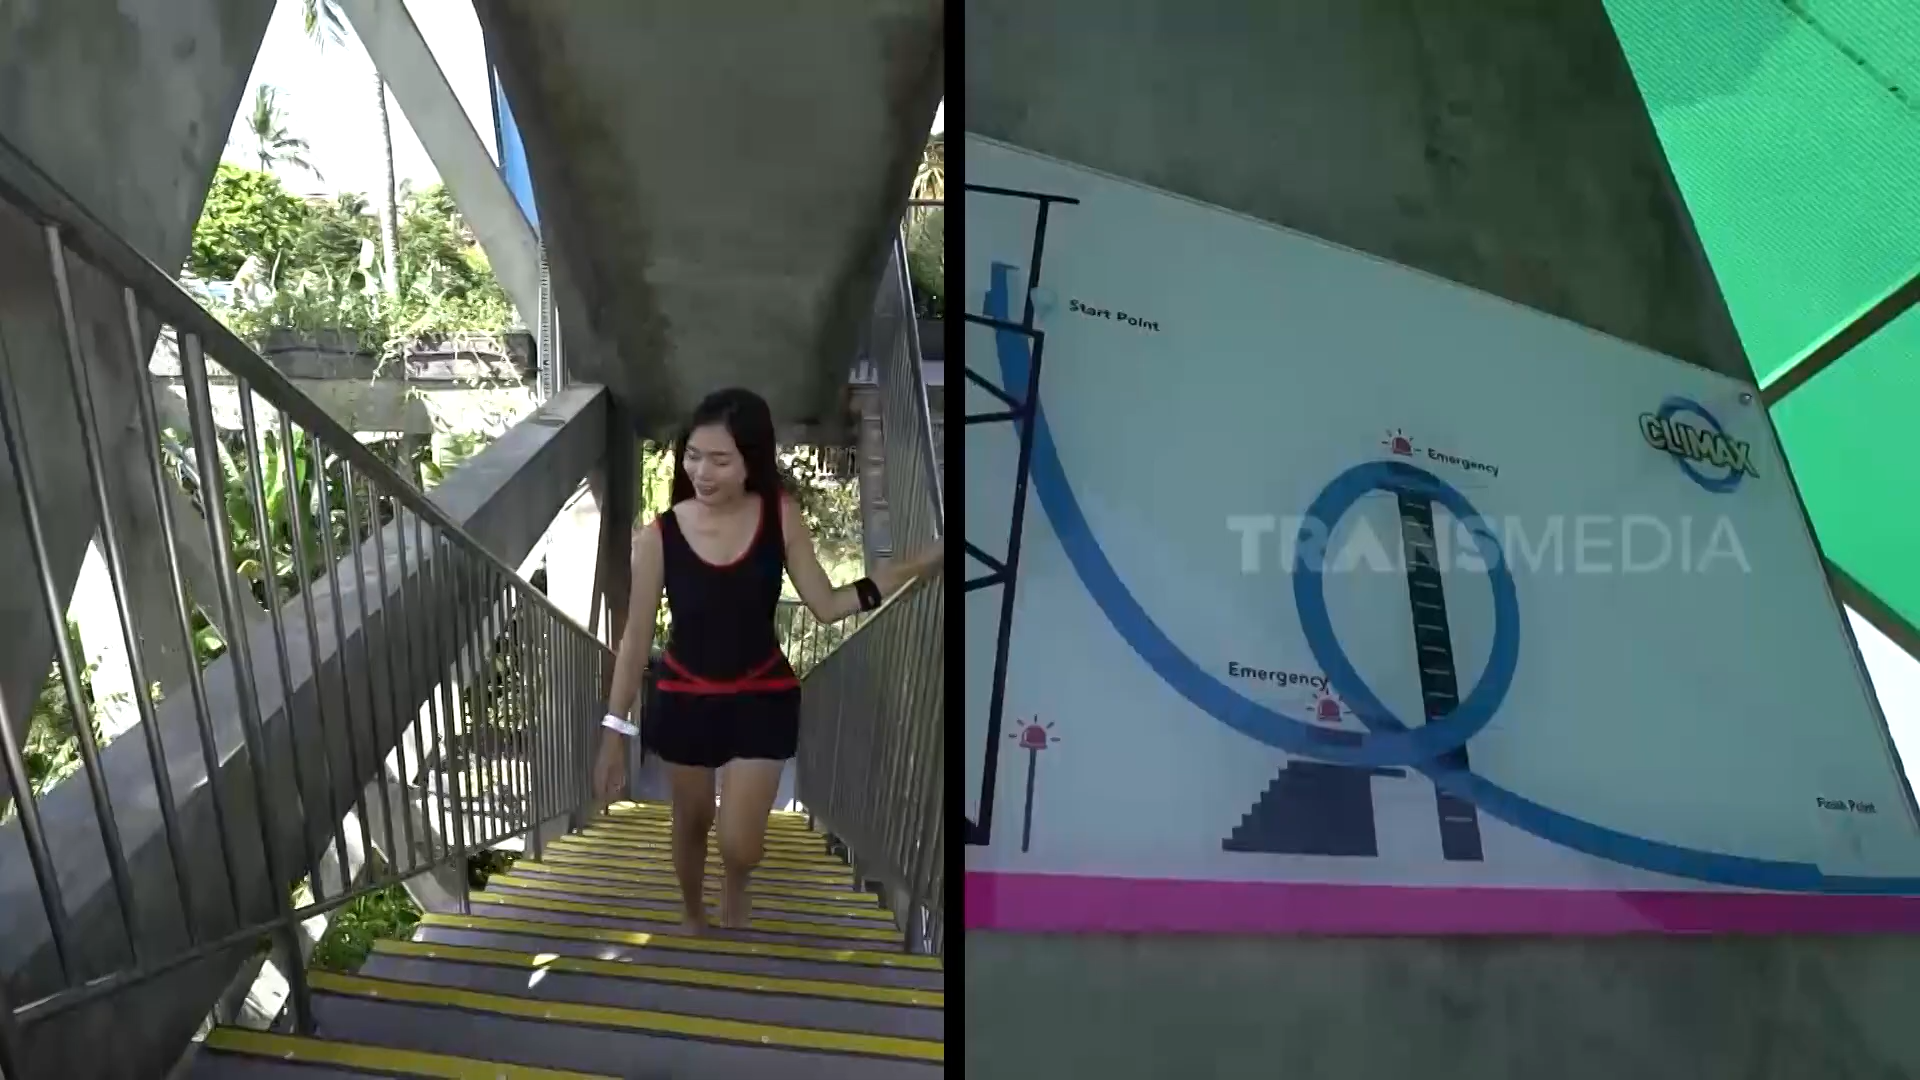 Start Point
Emergency
CLIMAX
TRANSMEDIA
Emergency
Finish Point